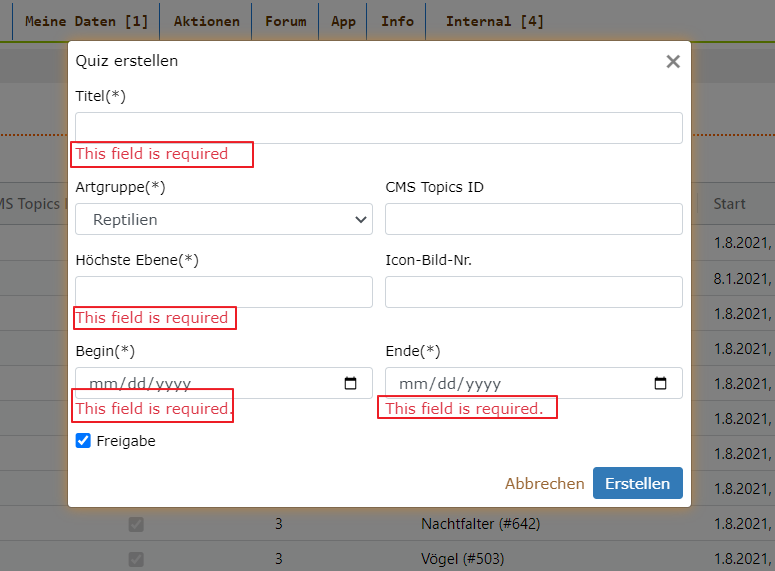 Meine Daten [1] Aktionen Forum App Info Internal [4]
Quiz erstellen
Titel(*)
This field is required
Artgruppe(*) CMS Topics ID
MS Topics Start
Reptilien
1.8.2021,
Höchste Ebene(*) Icon-Bild-Nr.
8.1.2021,
This field is required
1.8.2021,
Begin(*) Ende(*)
1.8.2021,
mm/dd/yyyy mm/dd/yyyy
1.8.2021,
This field is required. This field is required.
1.8.2021,
Freigabe
1.8.2021,
Abbrechen Erstellen
1.8.2021,
3 Nachtfalter (#642) 1.8.2021,
3 Vögel (#503) 1.8.2021,